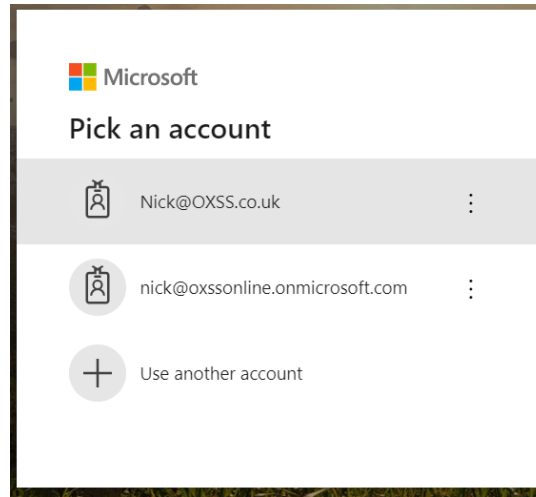 Microsoft
Pick an account
Nick@OXSS.co.uk
nick@oxssonline.onmicrosoft.com
Use another account